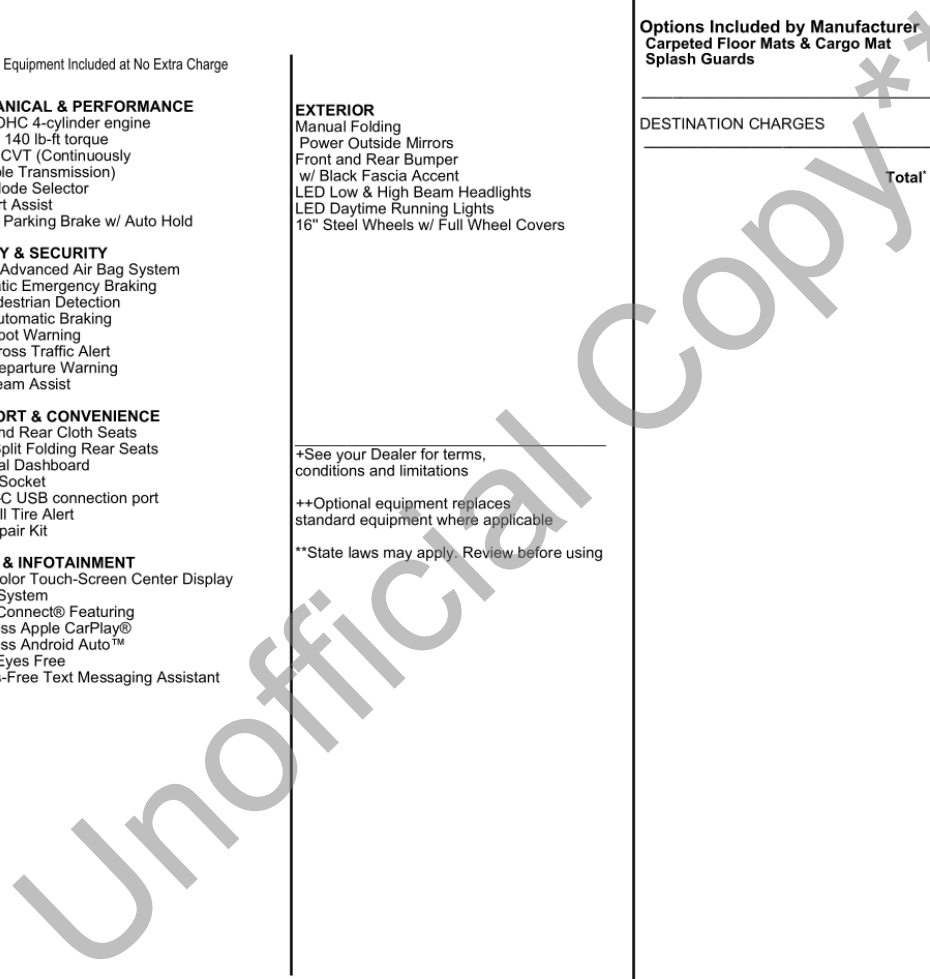 Equipment Included at No Extra Charge
ANICAL & PERFORMANCE
OHC 4-cylinder engine
140 lb-ft torque
CVT (Continuously
le Transmission)
lode Selector
rt Assist
Parking Brake w/ Auto Hold
Y & SECURITY
Advanced Air Bag System
tic Emergency Braking
destrian Detection
utomatic Braking
pot Warning
ross Traffic Alert
eparture Warning
eam Assist
ORT & CONVENIENCE
nd Rear Cloth Seats
Split Folding Rear Seats
al Dashboard
Socket
-C USB connection port
ll Tire Alert
pair Kit
& INFOTAINMENT
olor Touch-Screen Center Display
System
Connect® Featuring
ss Apple CarPlay®
ss Android Auto™
Eyes Free
s-Free Text Messaging Assistant
EXTERIOR
Manual Folding
Power Outside Mirrors
Front and Rear Bumper
w/ Black Fascia Accent
LED Low & High Beam Headlights
LED Daytime Running Lights
16" Steel Wheels w/ Full Wheel Covers
+See your Dealer for terms,
conditions and limitations
++Optional equipment replaces
standard equipment where applicable
**State laws may apply. Review before using
Options Included by Manufacturer
Carpeted Floor Mats & Cargo Mat
Splash Guards
DESTINATION CHARGES
Total*
Unofficial Copy**